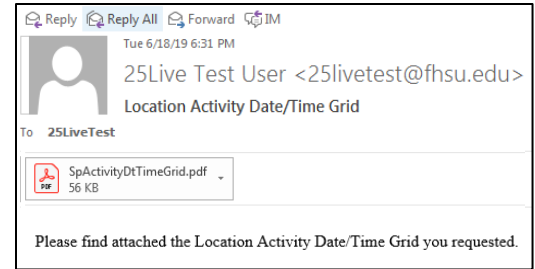 Reply Reply All Forward IM
Tue 6/18/19 6:31 PM
25Live Test User <25livetest@fhsu.edu>
Location Activity Date/Time Grid
To 25LiveTest
SpActivityDtTimeGrid.pdf
PDF
56 KB
Please find attached the Location Activity Date/Time Grid you requested.